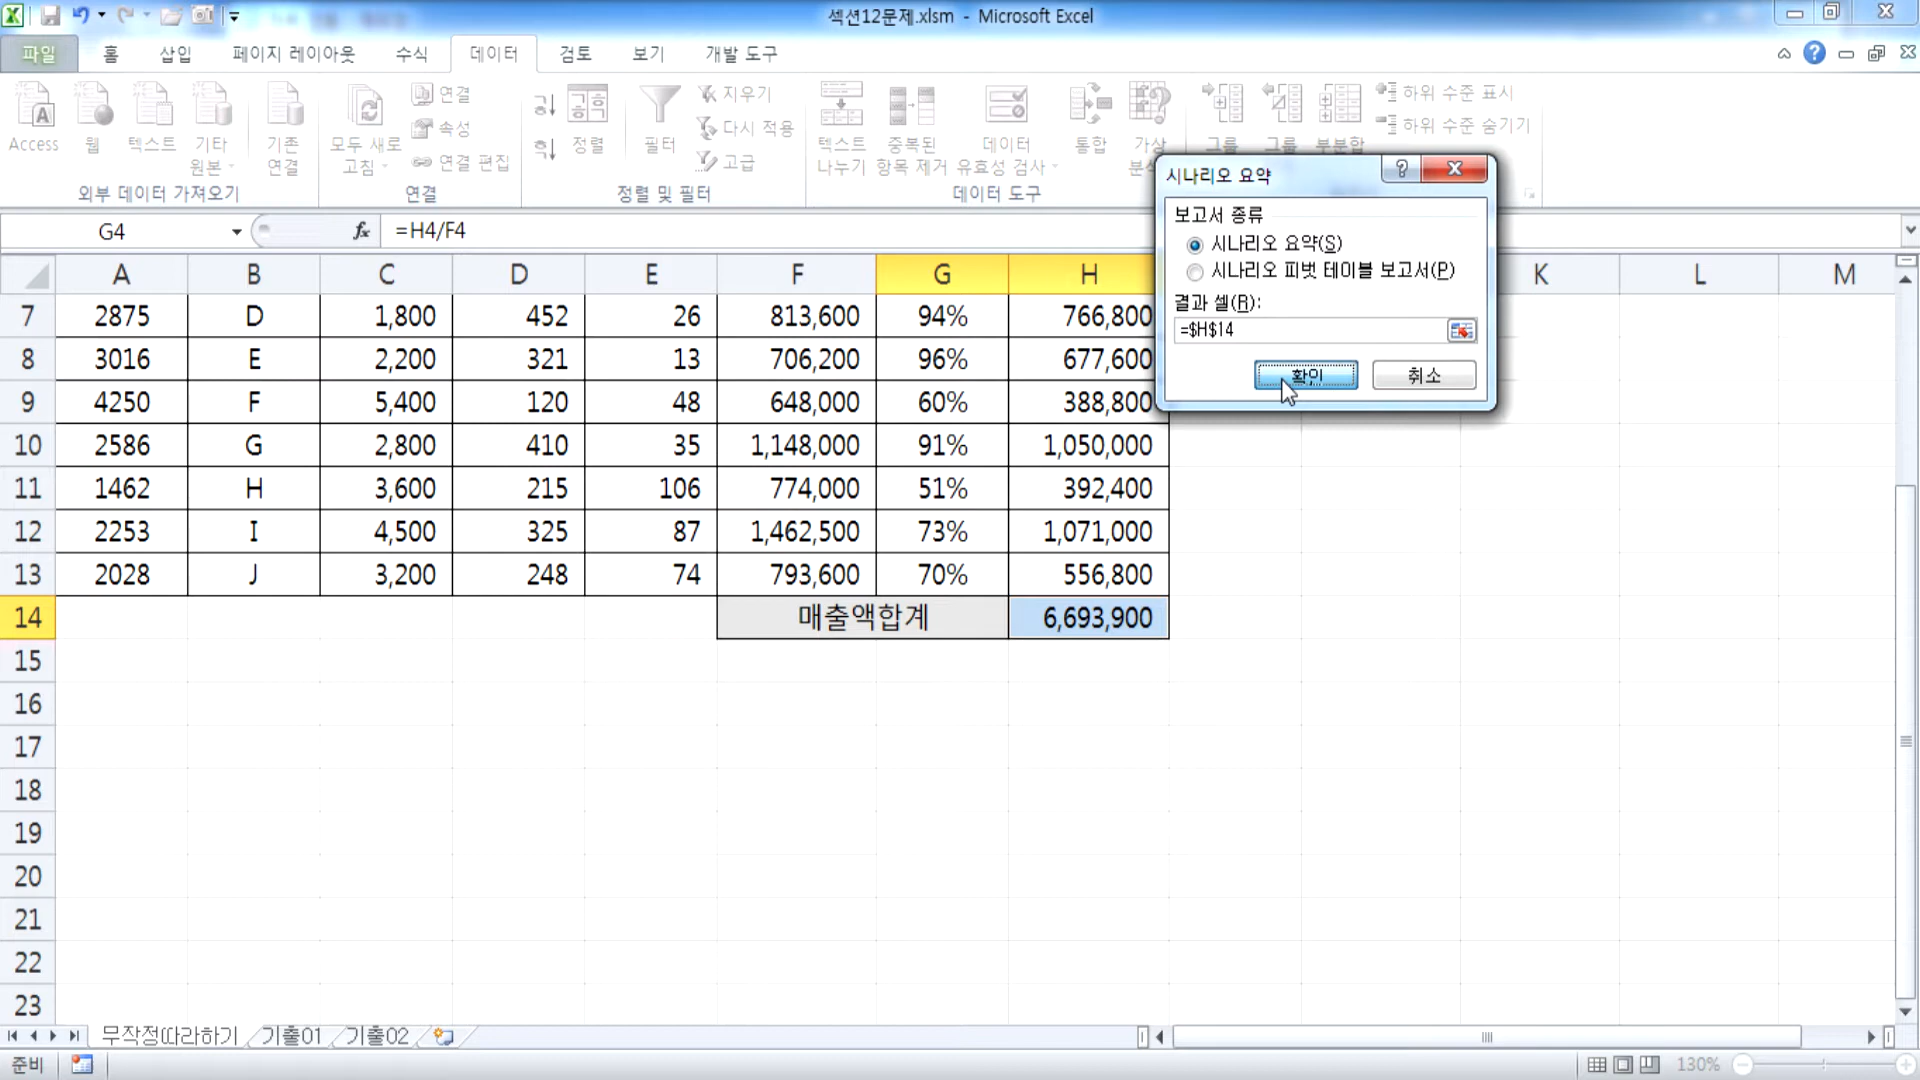 섹션12문제.xlsm - Microsoft Excel
파일 홈 삽입 페이지 레이아웃 수식 데이터 검토 보기 개발 도구
Access 웹 텍스트 기타 원본 기존 연결
외부 데이터 가져오기
모두 새로 고침 연결 속성 연결 편집
연결
정렬 필터 지우기 다시 적용 고급
정렬 및 필터
텍스트 나누기 중복된 항목 제거 데이터 유효성 검사 통합 가상
데이터 도구
그룹 그룹 부분합 하위 수준 표시
하위 수준 숨기기
G4 fx =H4/F4
A B C D E F G H K L M
7 2875 D 1,800 452 26 813,600 94% 766,800
8 3016 E 2,200 321 13 706,200 96% 677,600
9 4250 F 5,400 120 48 648,000 60% 388,800
10 2586 G 2,800 410 35 1,148,000 91% 1,050,000
11 1462 H 3,600 215 106 774,000 51% 392,400
12 2253 I 4,500 325 87 1,462,500 73% 1,071,000
13 2028 J 3,200 248 74 793,600 70% 556,800
14 매출액합계 6,693,900
15
16
17
18
19
20
21
22
23
시나리오 요약
보고서 종류
시나리오 요약(S)
시나리오 피벗 테이블 보고서(P)
결과 셀(R):
=$H$14
확인 취소
무작정따라하기 기출01 기출02
준비 130%